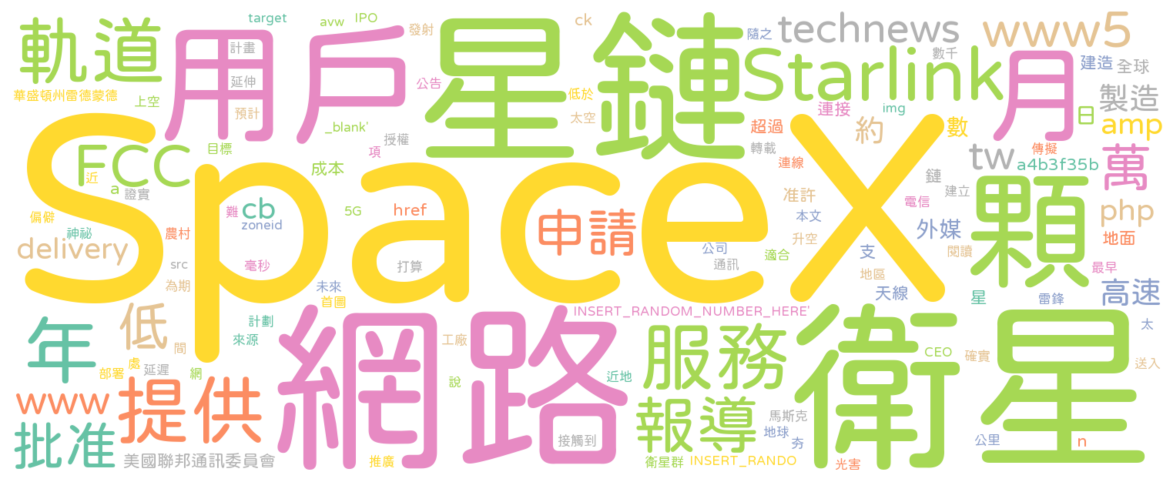 軌道
用戶
星鏈
Starlink
technews
www5
月
target
avw
IPO
發射
ck
隨之
數千
建造
全球
製造
計畫
延伸
預計
華盛頓州雷德蒙德
上空
公告
低於
太空
連接
img
日
amp
_blank'
授權
項
超過
轉載
約
數
傳擬
連線
tw
a4b3f35b
萬
SpaceX
FCC
目標
近
a
證實
成本
准許
鏈
建立
電信
顆
php
地面
偏僻
神祕
難
cb
zoneid
5G
href
申請
本文
外媒
delivery
農村
升空
支
閱讀
公司
通訊
適合
最早
src
毫秒
打算
地區
為期
未來
首團
天線
星
雷鋒
高速
年
低
計劃
來源
INSERT_RANDOM_NUMBER_HERE'
太
間
網路
工廠
服務
衛星
CEO
確實
送入
部署
處
延遲
網
說
近地
www
提供
報導
馬斯克
地球
夯
批准
接觸到
公里
n
美國聯邦通訊委員會
推廣
衛星群
INSERT_RANDO
光害